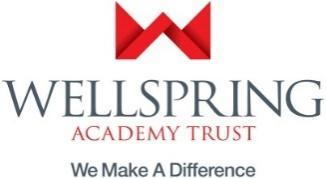 WELLSPRING
ACADEMY TRUST
We Make A Difference